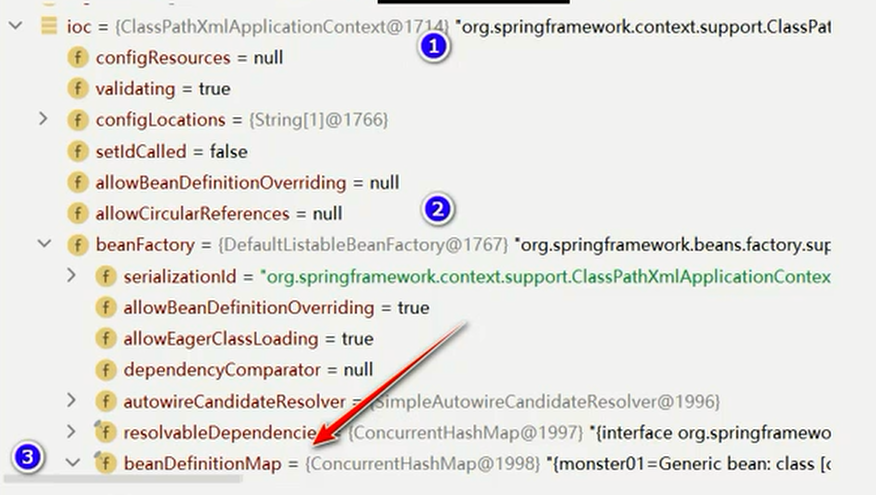 ioc = {ClassPathXmlApplicationContext@1714} "org.springframework.context.support.ClassPat
1
f configResources = null
f validating = true
f configLocations = {String[1]@1766}
f setIdCalled = false
f allowBeanDefinitionOverriding = null
f allowCircularReferences = null
2
f beanFactory = {DefaultListableBeanFactory@1767} "org.springframework.beans.factory.sup
f serializationId = "org.springframework.context.support.ClassPathXmlApplicationContex
f allowBeanDefinitionOverriding = true
f allowEagerClassLoading = true
f dependencyComparator = null
f autowireCandidateResolver = {SimpleAutowireCandidateResolver@1996}
f resolvableDependencie = {ConcurrentHashMap@1997} "{interface org.springframewo
3 f beanDefinitionMap = {ConcurrentHashMap@1998} "{monster01=Generic bean: class [